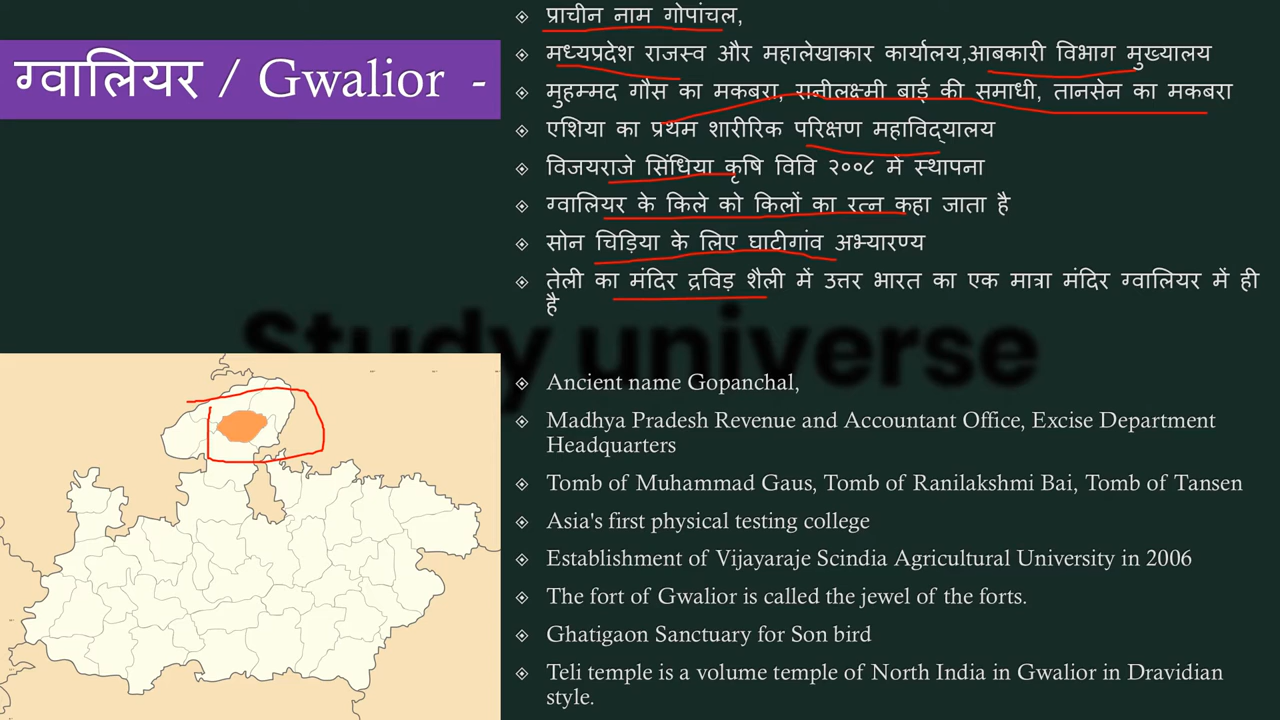 ग्वालियर / Gwalior -
प्राचीन नाम गोपांचल,
मध्यप्रदेश राजस्व और महालेखाकार कार्यालय,आबकारी विभाग मुख्यालय
मुहम्मद गौस का मकबरा, रानीलक्ष्मी बाई की समाधी, तानसेन का मकबरा
एशिया का प्रथम शारीरिक परिक्षण महाविद्यालय
विजयराजे सिंधिया कृषि विवि २००८ में स्थापना
ग्वालियर के किले को किलों का रत्न कहा जाता है
सोन चिड़िया के लिए घाटीगांव अभ्यारण्य
तेली का मंदिर द्रविड़ शैली में उत्तर भारत का एक मात्रा मंदिर ग्वालियर में ही
है
Study universe
Ancient name Gopanchal,
Madhya Pradesh Revenue and Accountant Office, Excise Department
Headquarters
Tomb of Muhammad Gaus, Tomb of Ranilakshmi Bai, Tomb of Tansen
Asia's first physical testing college
Establishment of Vijayaraje Scindia Agricultural University in 2006
The fort of Gwalior is called the jewel of the forts.
Ghatigaon Sanctuary for Son bird
Teli temple is a volume temple of North India in Gwalior in Dravidian
style.